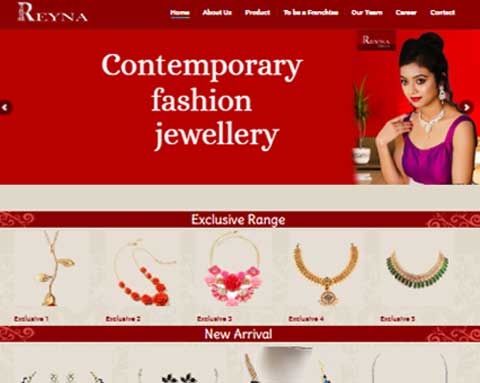 REYNA
Home About Us Product To be a Franchise Our Team Career Contact
REYNA
Contemporary
fashion
jewellery
Exclusive Range
Exclusive 1 Exclusive 2 Exclusive 3 Exclusive 4 Exclusive 5
New Arrival